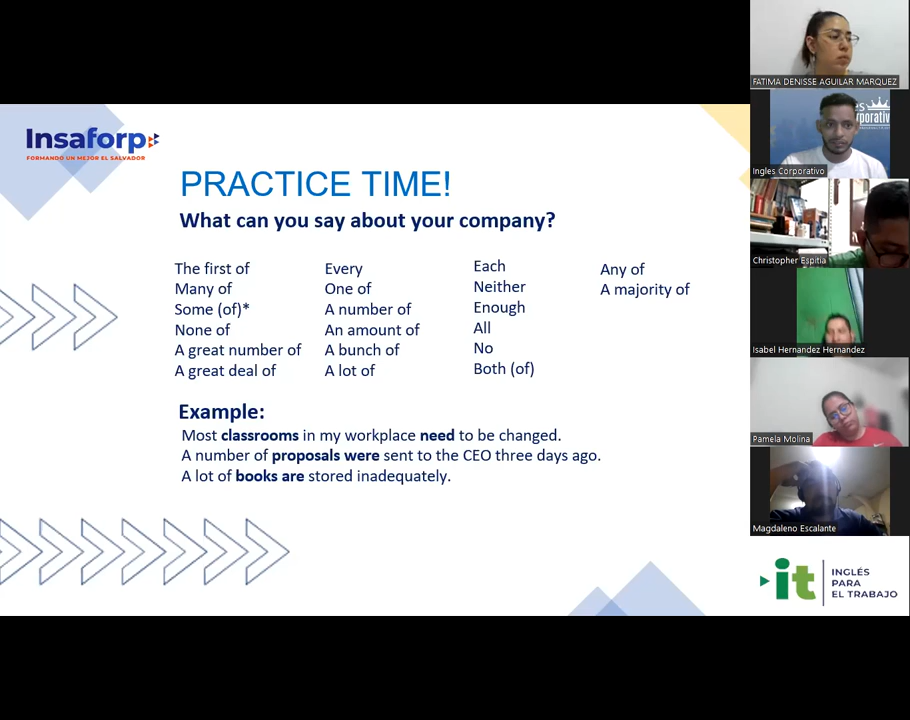 Insaforp
FORMANDO UN MEJOR EL SALVADOR
PRACTICE TIME!
What can you say about your company?
The first of
Many of
Some (of)*
None of
A great number of
A great deal of
Every
One of
A number of
An amount of
A bunch of
A lot of
Each
Neither
Enough
All
No
Both (of)
Any of
A majority of
Example:
Most classrooms in my workplace need to be changed.
A number of proposals were sent to the CEO three days ago.
A lot of books are stored inadequately.
FATIMA DENISSE AGUILAR MARQUEZ
Ingles Corporativo
Christopher Espitia
Isabel Hernandez Hernandez
Pamela Molina
Magdaleno Escalante
it
INGLÉS
PARA
EL TRABAJO